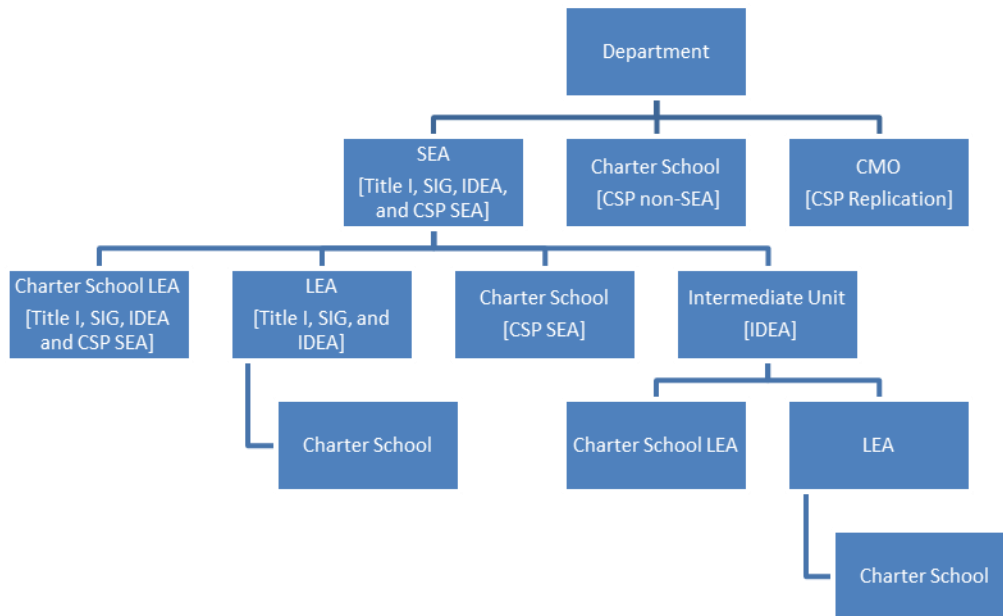 Department
SEA
[Title I, SIG, IDEA,
and CSP SEA]
Charter School
[CSP non-SEA]
CMO
[CSP Replication]
Charter School LEA
[Title I, SIG, IDEA
and CSP SEA]
LEA
[Title I, SIG, and
IDEA]
Charter School
[CSP SEA]
Intermediate Unit
[IDEA]
Charter School
Charter School LEA
LEA
Charter School